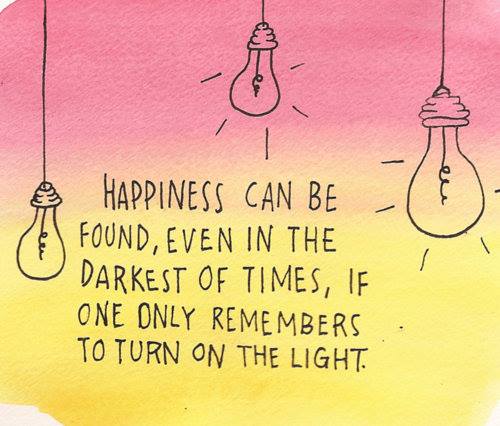 HAPPINESS CAN BE
FOUND, EVEN IN THE
DARKEST OF TIMES, IF
ONE ONLY REMEMBERS
TO TURN ON THE LIGHT.